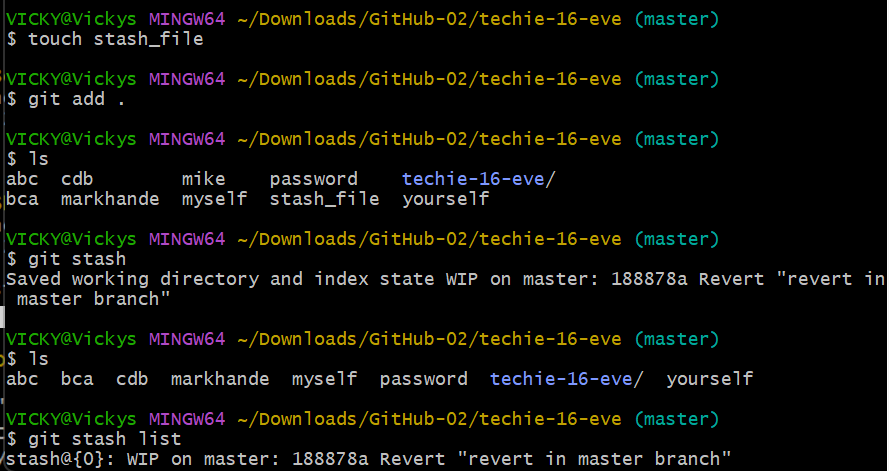 VICKY@Vickys MINGW64 ~/Downloads/GitHub-02/techie-16-eve (master)
$ touch stash_file
VICKY@Vickys MINGW64 ~/Downloads/GitHub-02/techie-16-eve (master)
$ git add .
VICKY@Vickys MINGW64 ~/Downloads/GitHub-02/techie-16-eve (master)
$ ls
abc  cdb        mike    password    techie-16-eve/
bca  markhande  myself  stash_file  yourself
VICKY@Vickys MINGW64 ~/Downloads/GitHub-02/techie-16-eve (master)
$ git stash
Saved working directory and index state WIP on master: 188878a Revert "revert in
 master branch"
VICKY@Vickys MINGW64 ~/Downloads/GitHub-02/techie-16-eve (master)
$ ls
abc  bca  cdb  markhande  myself  password  techie-16-eve/  yourself
VICKY@Vickys MINGW64 ~/Downloads/GitHub-02/techie-16-eve (master)
$ git stash list
stash@{0}: WIP on master: 188878a Revert "revert in master branch"